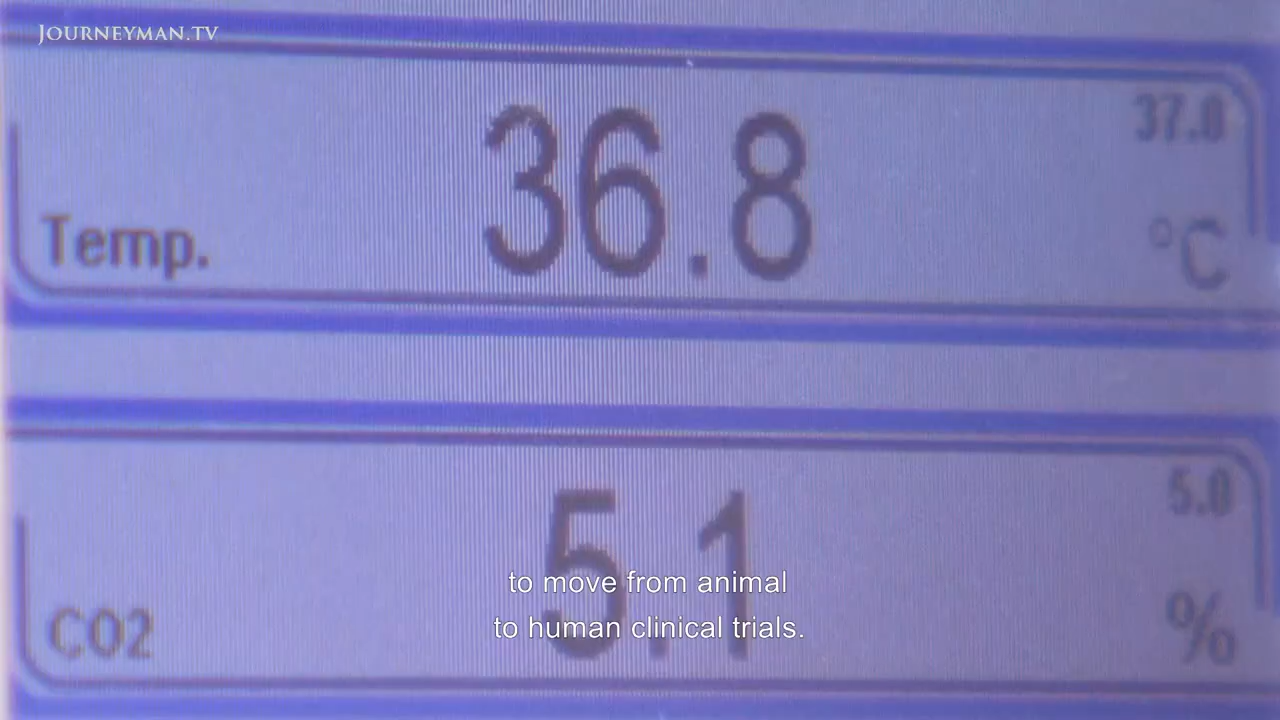 JOURNEYMAN.TV
37.0
36.8
Temp.
°C
5.0
5.1
to move from animal
to human clinical trials.
CO2
%